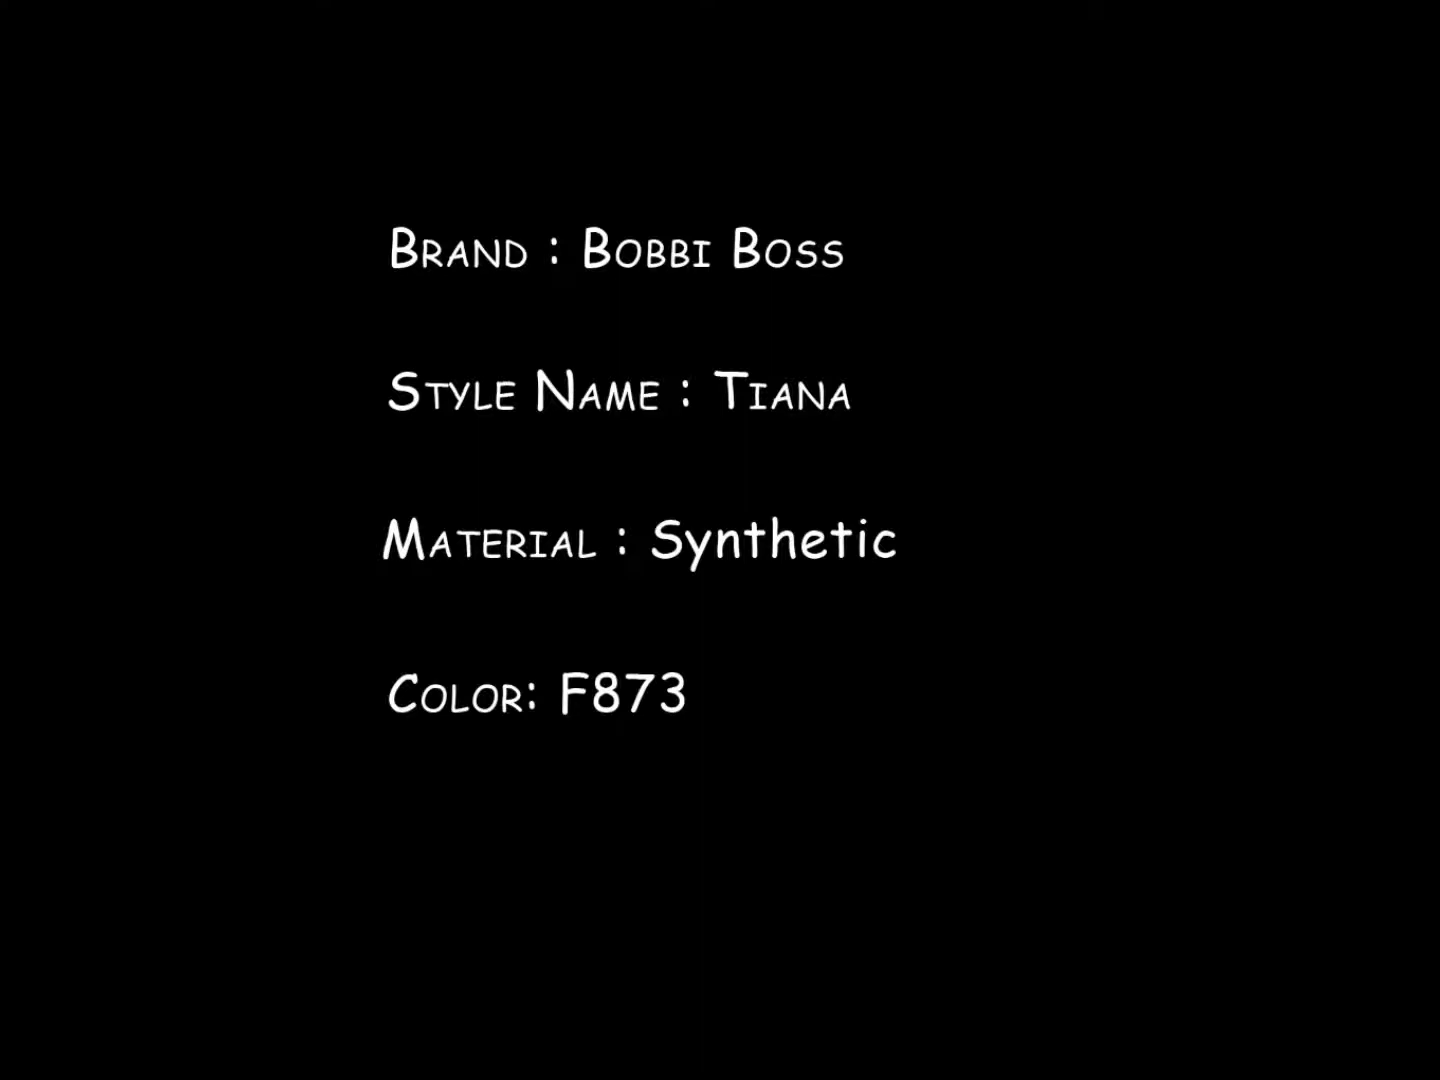 Brand : Bobbi Boss
Style Name : Tiana
Material : Synthetic
Color: F873